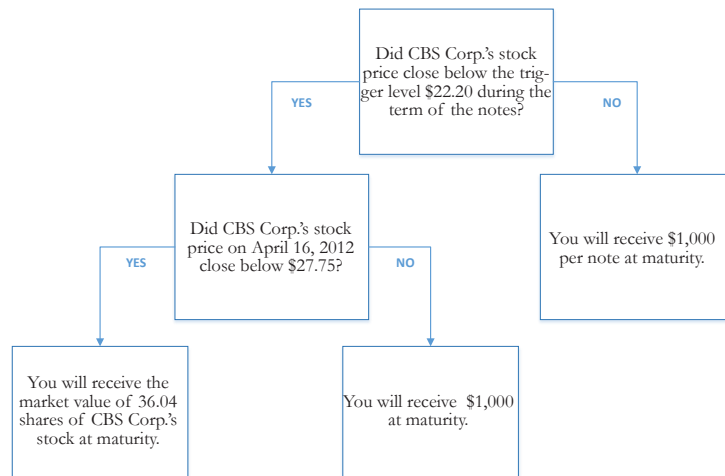 Did CBS Corp.'s stock
price close below the trig-
ger level $22.20 during the
term of the notes?
YES
NO
Did CBS Corp.'s stock
price on April 16, 2012
close below $27.75?
You will receive $1,000
per note at maturity.
YES
NO
You will receive the
market value of 36.04
shares of CBS Corp.'s
stock at maturity.
You will receive $1,000
at maturity.